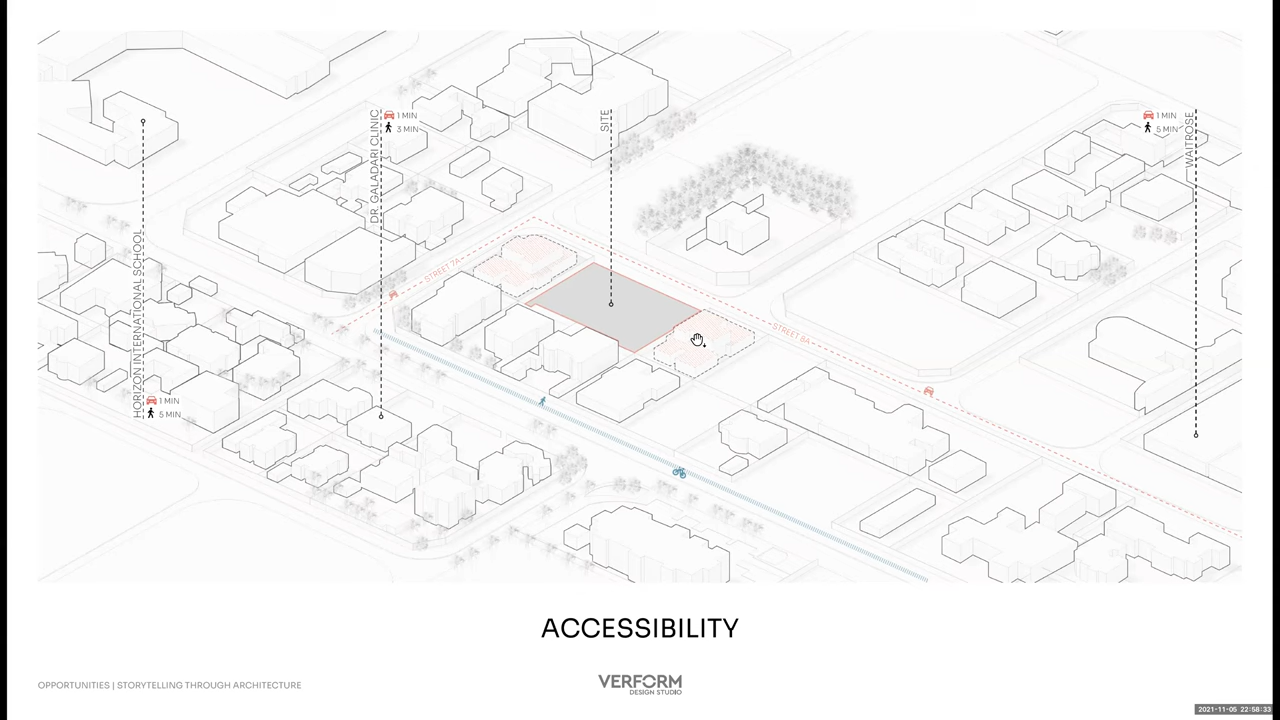 DR. GALADARI CLINIC
1 MIN
3 MIN
SITE
1 MIN
5 MIN
WAITROSE
HORIZON INTERNATIONAL SCHOOL
1 MIN
5 MIN
STREET 7A
STREET 8A
ACCESSIBILITY
OPPORTUNITIES | STORYTELLING THROUGH ARCHITECTURE
VERFORM
DESIGN STUDIO
2021-11-05 22:58:33